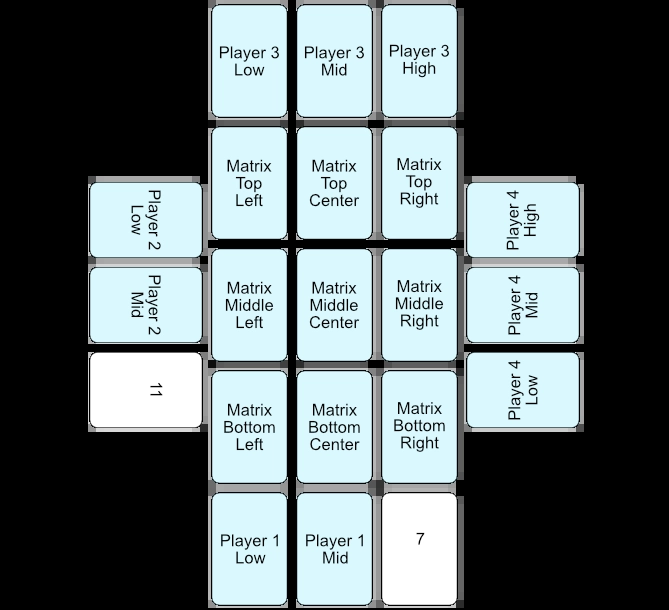 Player 3
Low
Player 3
Mid
Player 3
High
Matrix
Top
Left
Matrix
Top
Center
Matrix
Top
Right
Player 2
Low
Player 4
High
Matrix
Middle
Left
Matrix
Middle
Center
Matrix
Middle
Right
Player 2
Mid
Player 4
Mid
11
Player 4
Low
Matrix
Bottom
Left
Matrix
Bottom
Center
Matrix
Bottom
Right
Player 1
Low
Player 1
Mid
7